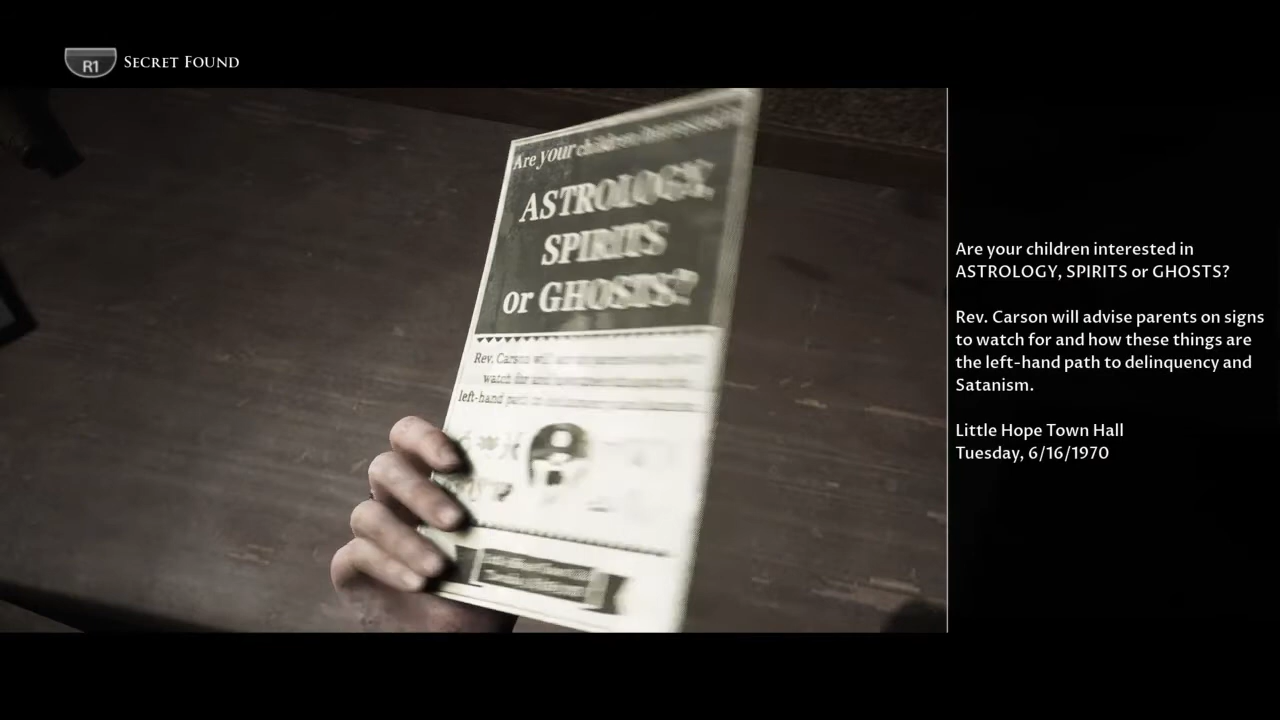 R1 SECRET FOUND
Are your children
ASTROLOGY,
SPIRITS
or GHOSTS?
Rev. Carson will
watch for
left-hand path
Are your children interested in
ASTROLOGY, SPIRITS or GHOSTS?
Rev. Carson will advise parents on signs
to watch for and how these things are
the left-hand path to delinquency and
Satanism.
Little Hope Town Hall
Tuesday, 6/16/1970